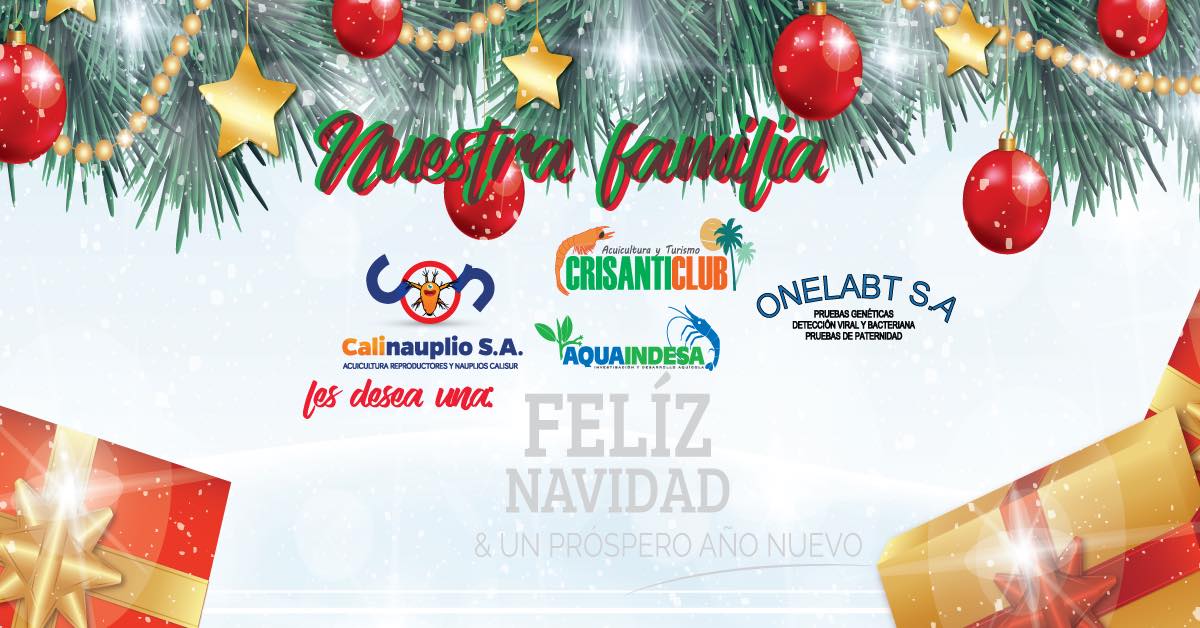 Nuestra familia
Calinauplio S.A.
ACUICULTURA REPRODUCTORES Y NAUPLIOS CALISUR
Acuicultura y Turismo
CRISANTICLUB
AQUAINDESA
INVESTIGACIÓN Y DESARROLLO AQUÍCOLA
ONELABT S.A
PRUEBAS GENÉTICAS
DETECCIÓN VIRAL Y BACTERIANA
PRUEBAS DE PATERNIDAD
les desea una:
FELÍZ
NAVIDAD
& UN PRÓSPERO AÑO NUEVO